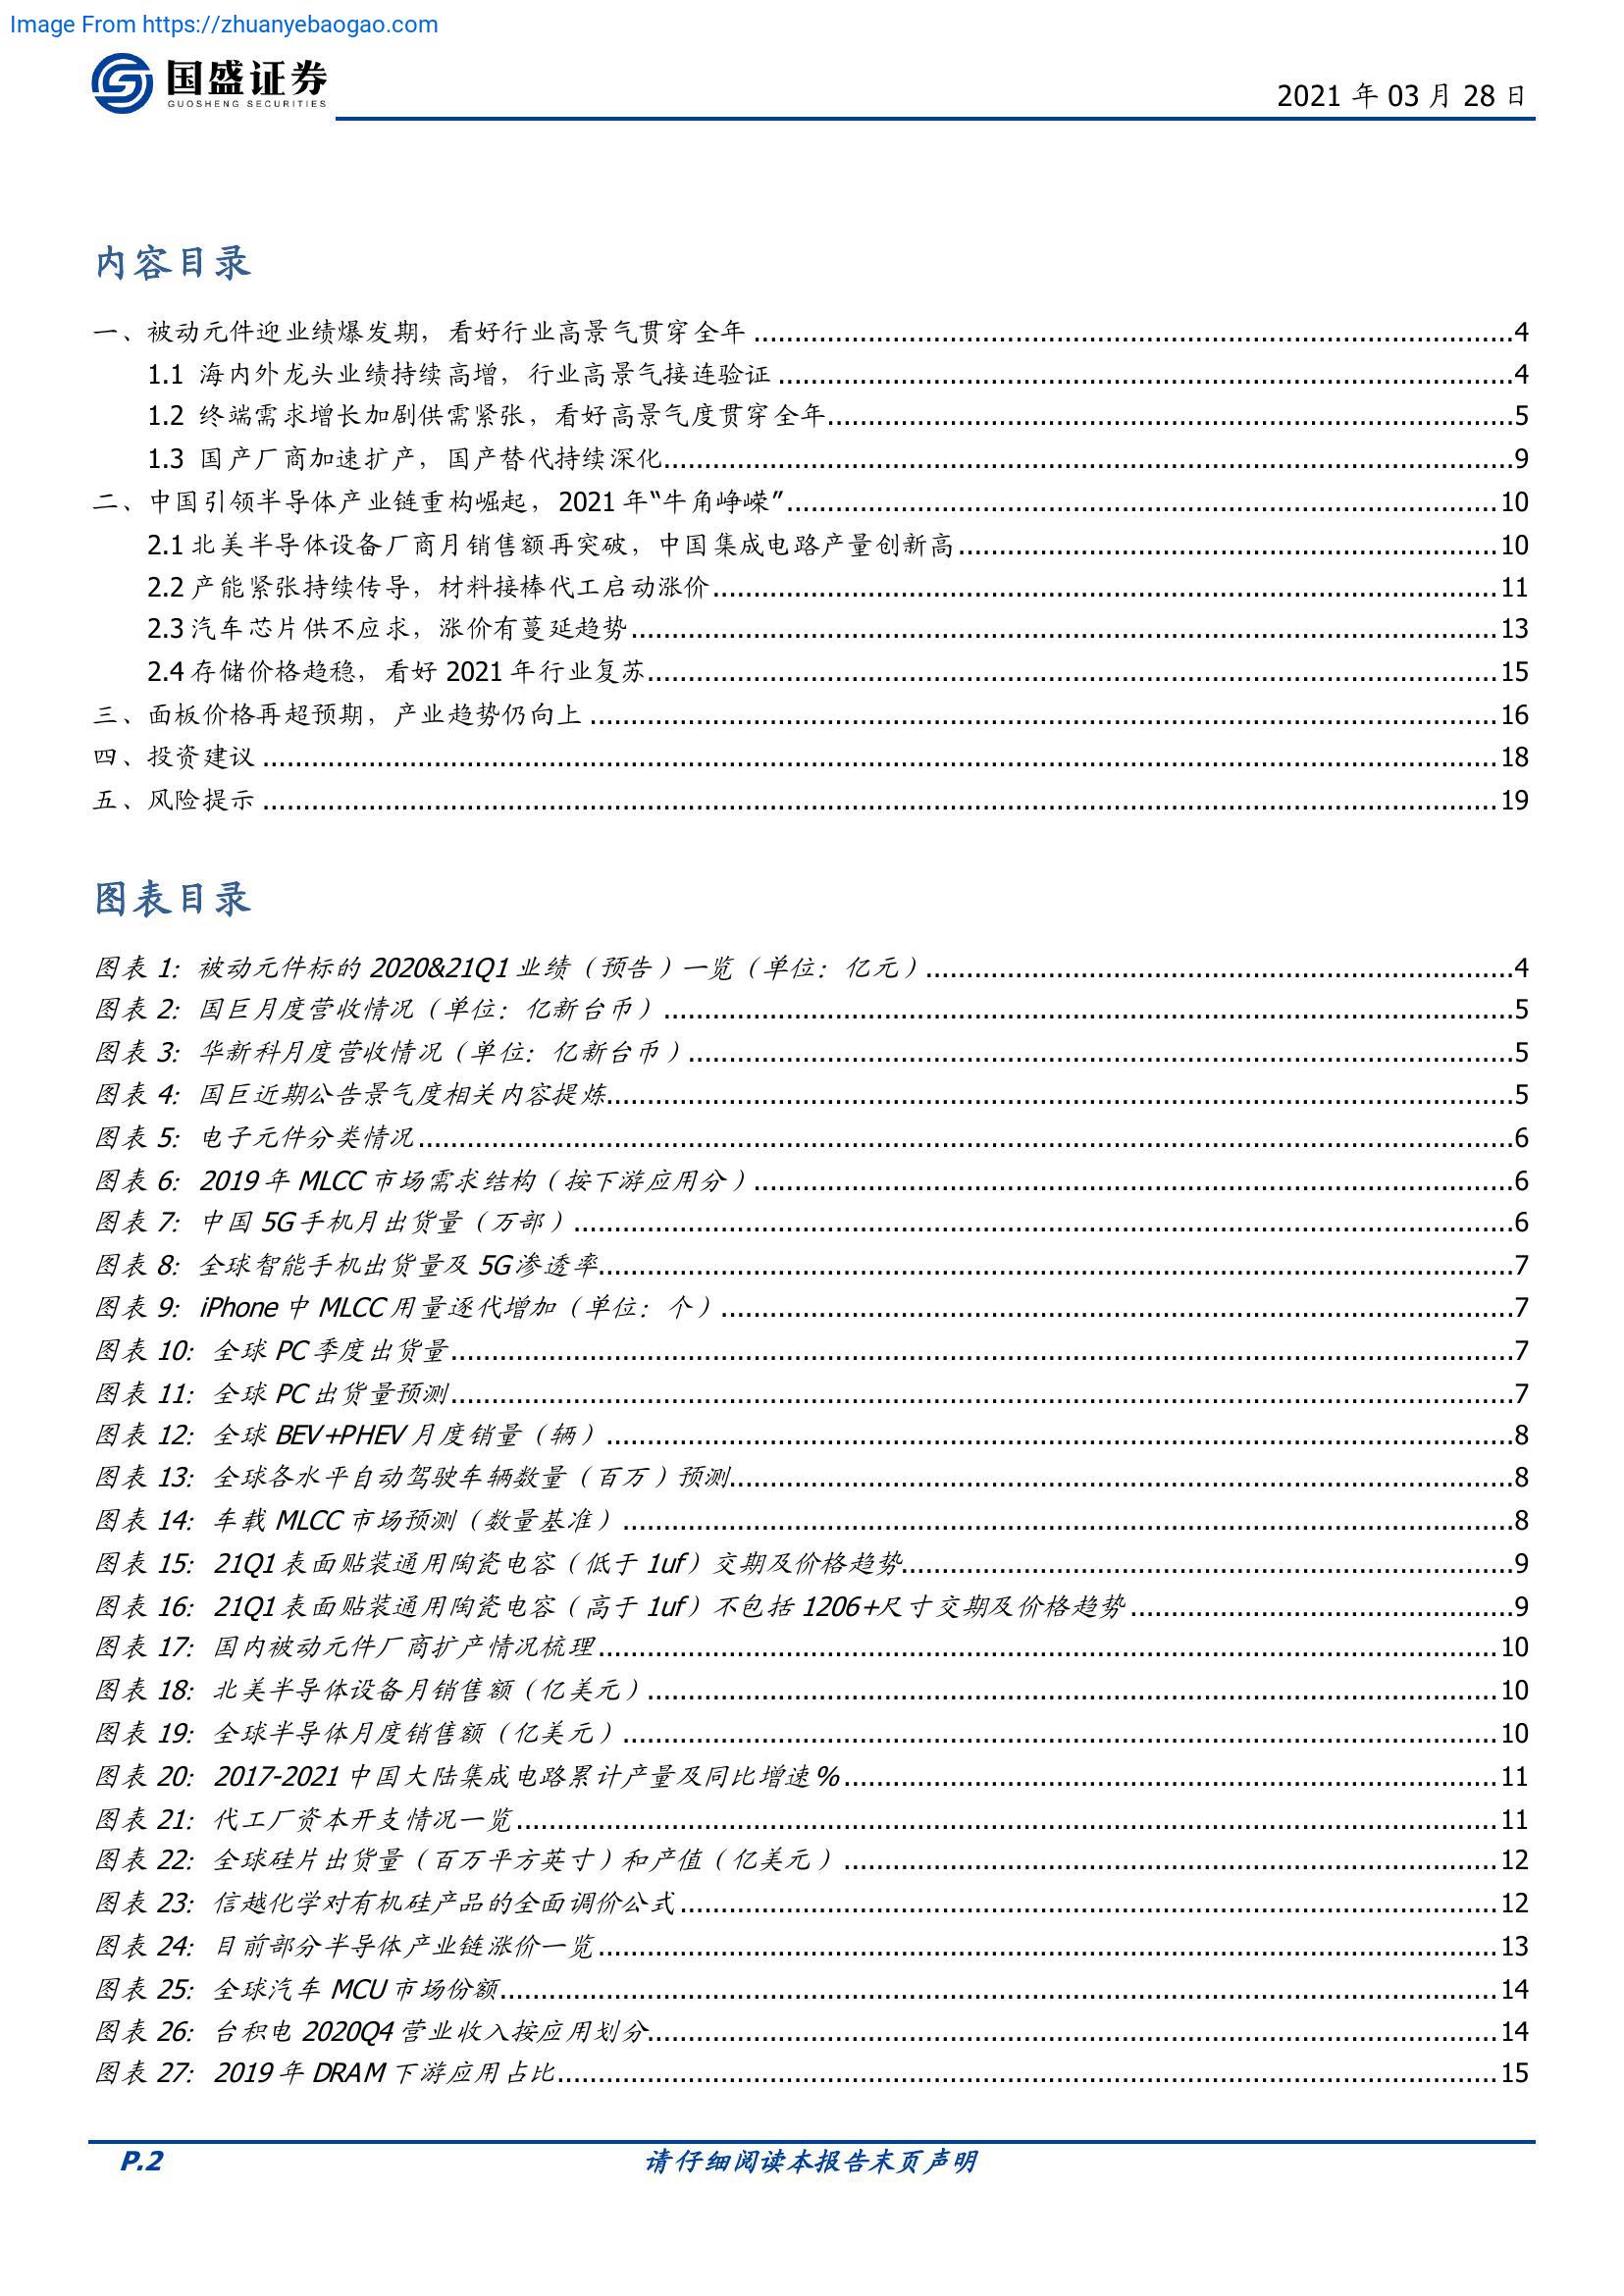 Image From https://zhuanyebaogao.com
国盛证券
GUOSHENG SECURITIES
2021 年 03 月 28 日
内容目录
一、被动元件迎业绩爆发期，看好行业高景气贯穿全年 ........ 4
1.1 海内外龙头业绩持续高增，行业高景气接连验证 ........ 4
1.2 终端需求增长加剧供需紧张，看好高景气度贯穿全年 ........ 5
1.3 国产厂商加速扩产，国产替代持续深化 ........ 9
二、中国引领半导体产业链重构崛起，2021 年“牛角峥嵘” ........ 10
2.1 北美半导体设备厂商月销售额再突破，中国集成电路产量创新高 ........ 10
2.2 产能紧张持续传导，材料接棒代工启动涨价 ........ 11
2.3 汽车芯片供不应求，涨价有蔓延趋势 ........ 13
2.4 存储价格趋稳，看好 2021 年行业复苏 ........ 15
三、面板价格再超预期，产业趋势仍向上 ........ 16
四、投资建议 ........ 18
五、风险提示 ........ 19
图表目录
图表 1：被动元件标的 2020&21Q1 业绩（预告）一览（单位：亿元） ........ 4
图表 2：国巨月度营收情况（单位：亿新台币） ........ 5
图表 3：华新科月度营收情况（单位：亿新台币） ........ 5
图表 4：国巨近期公告景气度相关内容提炼 ........ 5
图表 5：电子元件分类情况 ........ 6
图表 6：2019 年 MLCC 市场需求结构（按下游应用分） ........ 6
图表 7：中国 5G 手机月出货量（万部） ........ 6
图表 8：全球智能手机出货量及 5G 渗透率 ........ 7
图表 9：iPhone 中 MLCC 用量逐代增加（单位：个） ........ 7
图表 10：全球 PC 季度出货量 ........ 7
图表 11：全球 PC 出货量预测 ........ 7
图表 12：全球 BEV+PHEV 月度销量（辆） ........ 8
图表 13：全球各水平自动驾驶车辆数量（百万）预测 ........ 8
图表 14：车载 MLCC 市场预测（数量基准） ........ 8
图表 15：21Q1 表面贴装通用陶瓷电容（低于 1uf）交期及价格趋势 ........ 9
图表 16：21Q1 表面贴装通用陶瓷电容（高于 1uf）不包括 1206+尺寸交期及价格趋势 ........ 9
图表 17：国内被动元件厂商扩产情况梳理 ........ 10
图表 18：北美半导体设备月销售额（亿美元） ........ 10
图表 19：全球半导体月度销售额（亿美元） ........ 10
图表 20：2017-2021 中国大陆集成电路累计产量及同比增速% ........ 11
图表 21：代工厂资本开支情况一览 ........ 11
图表 22：全球硅片出货量（百万平方英寸）和产值（亿美元） ........ 12
图表 23：信越化学对有机硅产品的全面调价公式 ........ 12
图表 24：目前部分半导体产业链涨价一览 ........ 13
图表 25：全球汽车 MCU 市场份额 ........ 14
图表 26：台积电 2020Q4 营业收入按应用划分 ........ 14
图表 27：2019 年 DRAM 下游应用占比 ........ 15
P.2
请仔细阅读本报告末页声明